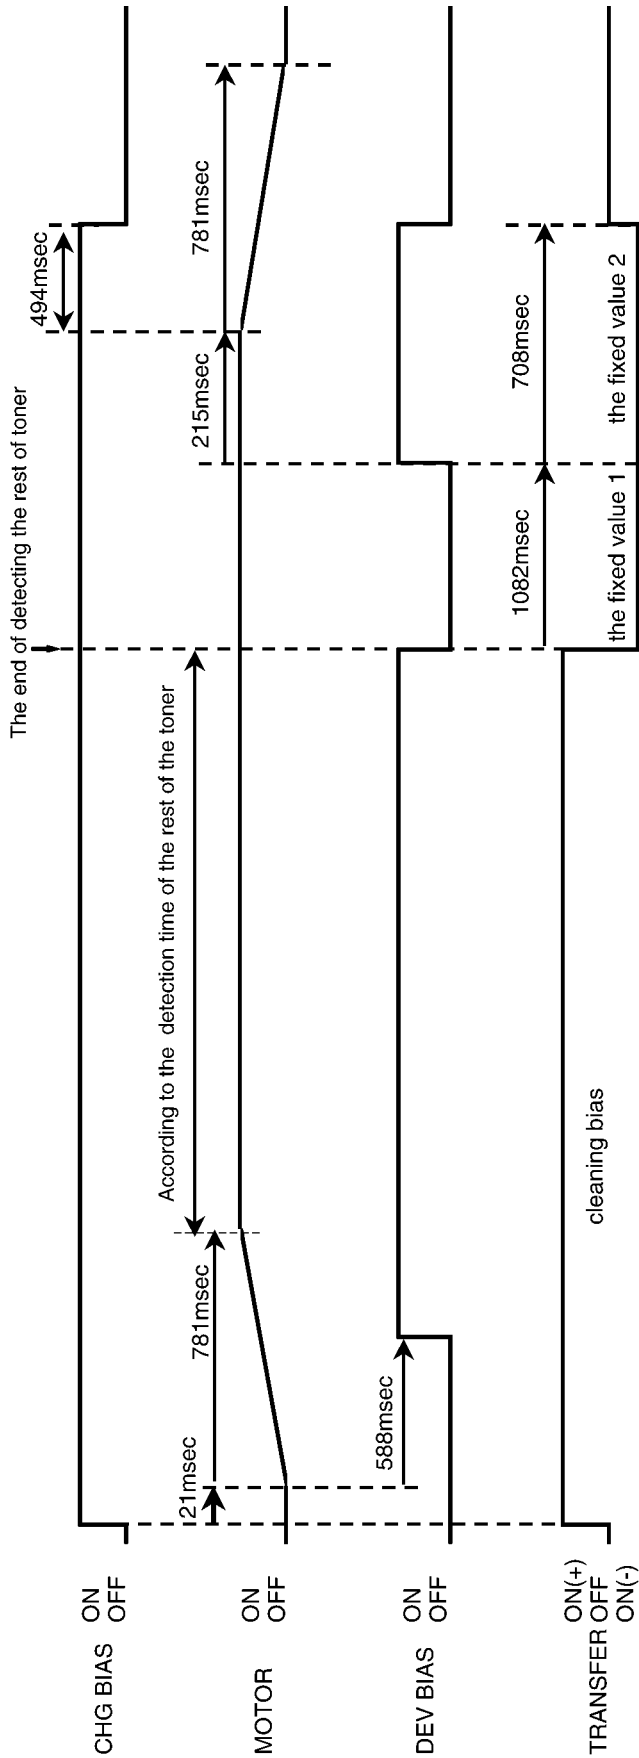 The end of detecting the rest of toner
494msec
CHG BIAS
ON
OFF
21msec
781msec
According to the  detection time of the rest of the toner
215msec
781msec
MOTOR
ON
OFF
588msec
DEV BIAS
ON
OFF
1082msec
708msec
cleaning bias
the fixed value 1
the fixed value 2
ON(+)
TRANSFER OFF
ON(-)